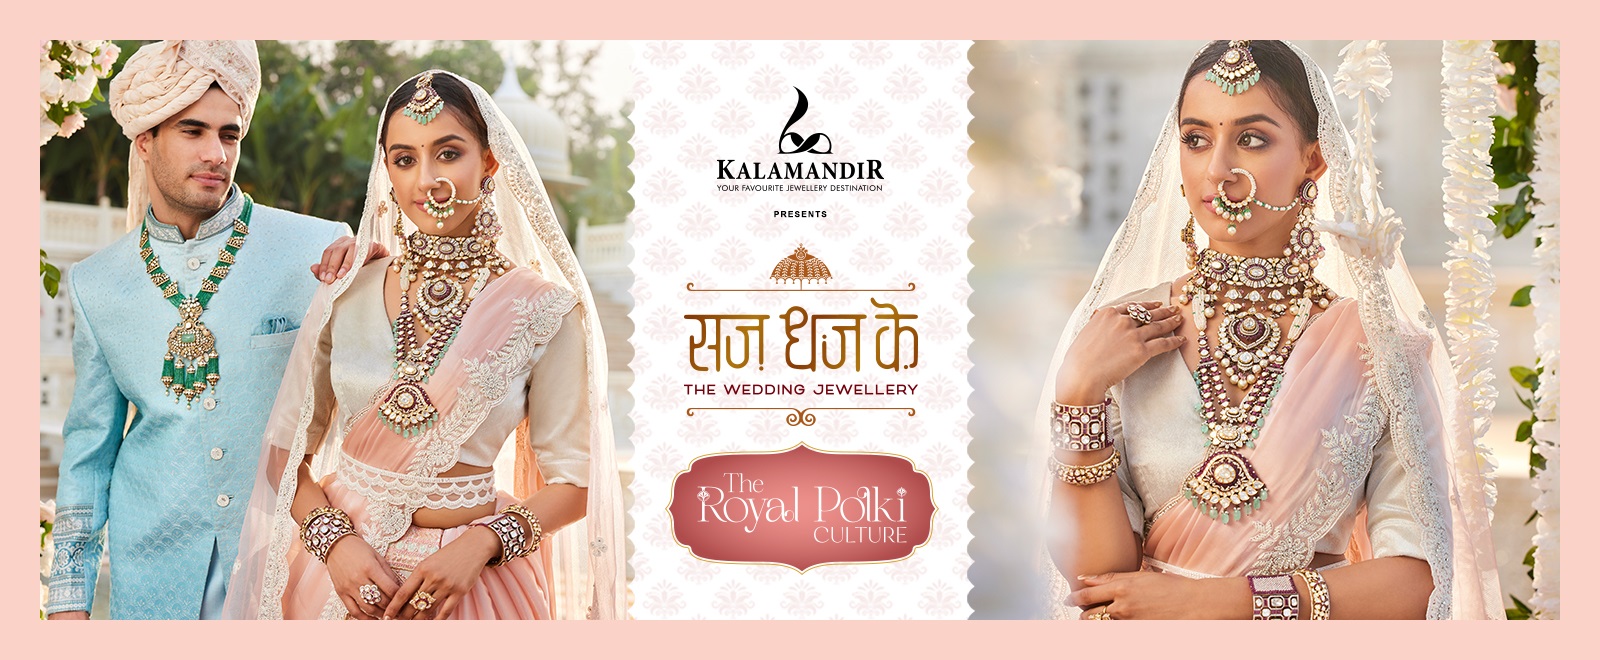 KALAMANDIR
YOUR FAVOURITE JEWELLERY DESTINATION
PRESENTS
सज धज के
THE WEDDING JEWELLERY
The
Royal Polki
CULTURE